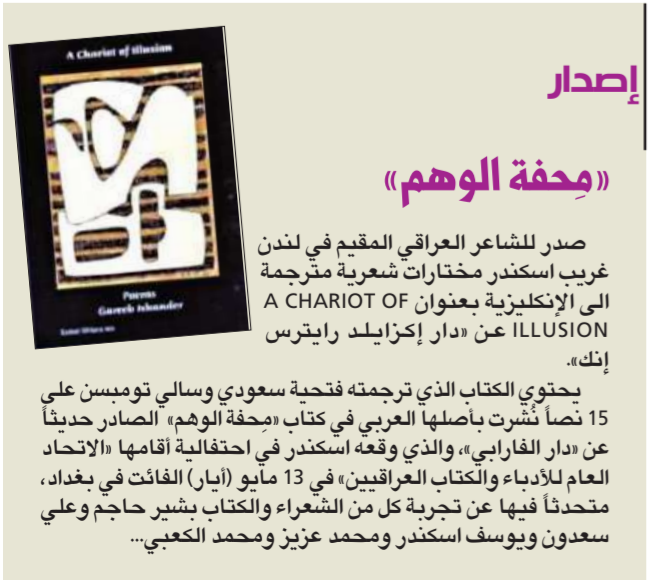 إصدار
A Chariot of Illusion
Poems
Gareeb Iskander
«مِحفة الوهم»
صدر للشاعر العراقي المقيم في لندن
غريب اسكندر مختارات شعرية مترجمة
الى الإنكليزية بعنوان A CHARIOT OF
ILLUSION عن «دار إكزايلد رايترس
إنك».
يحتوي الكتاب الذي ترجمته فتحية سعودي وسالي تومبسن على
15 نصاً نُشرت بأصلها العربي في كتاب «مِحفة الوهم» الصادر حديثاً
عن «دار الفارابي»، والذي وقعه اسكندر في احتفالية أقامها «الاتحاد
العام للأدباء والكتاب العراقيين» في 13 مايو (أيار) الفائت في بغداد،
متحدثاً فيها عن تجربة كل من الشعراء والكتاب بشير حاجم وعلي
سعدون ويوسف اسكندر ومحمد عزيز ومحمد الكعبي...